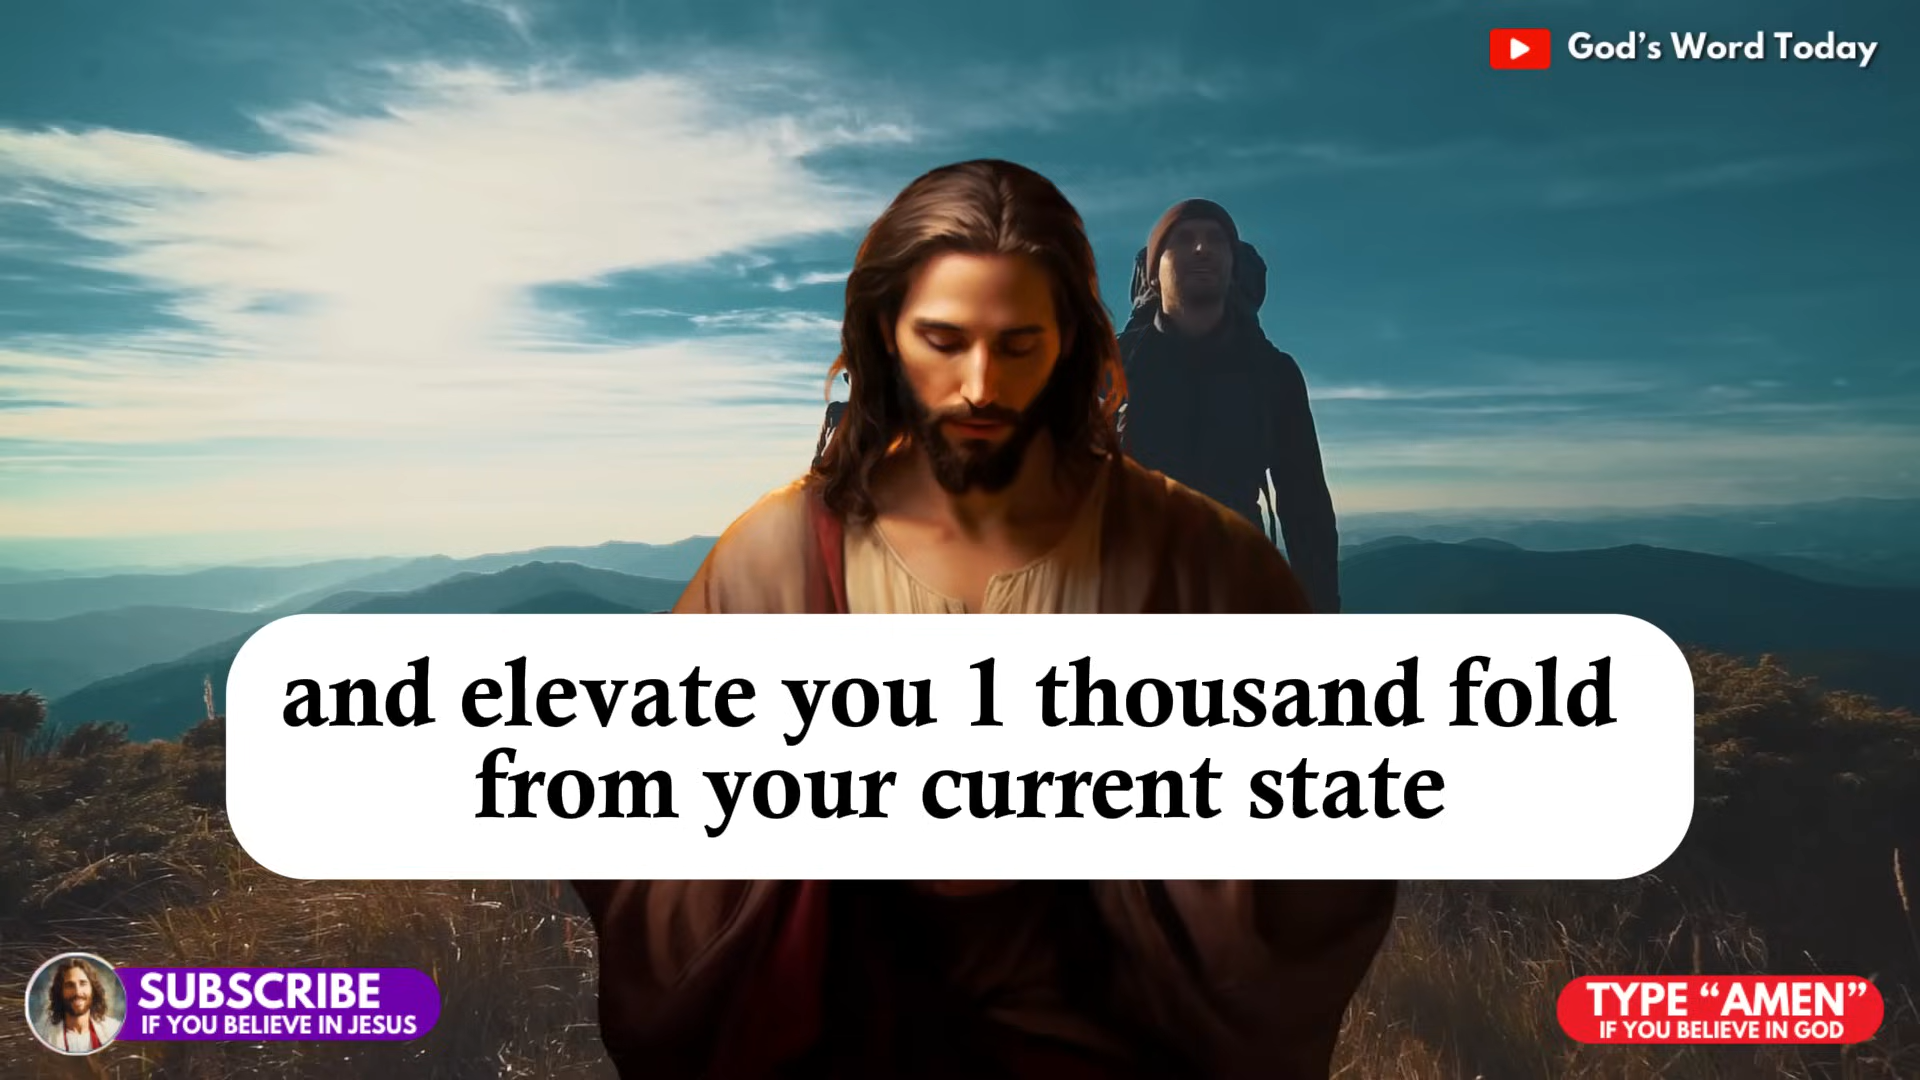 God’s Word Today
and elevate you 1 thousand fold
from your current state
SUBSCRIBE
IF YOU BELIEVE IN JESUS
TYPE “AMEN”
IF YOU BELIEVE IN GOD